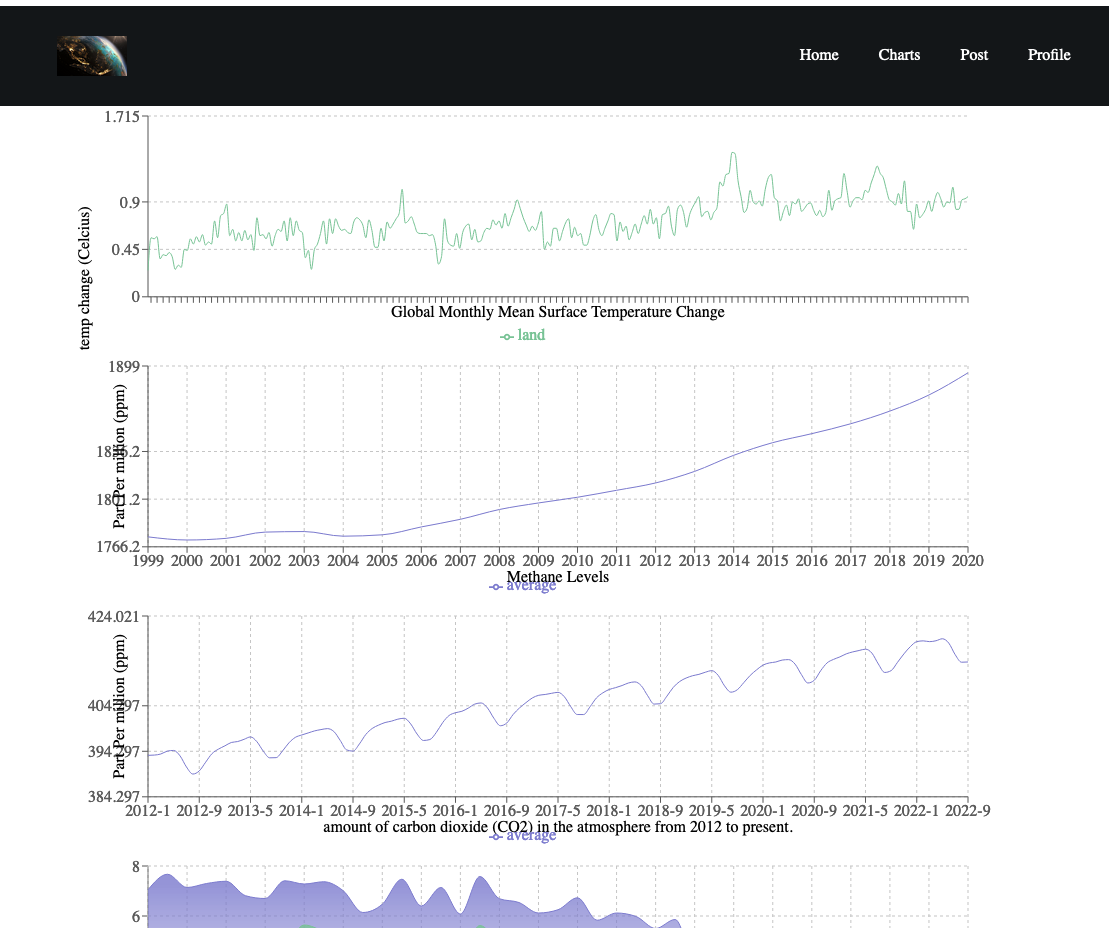 Home Charts Post Profile
1.715
0.9
0.45
0
temp change (Celcius)
Global Monthly Mean Surface Temperature Change
land
1899
1801.2
1766.2
Part Per million (ppm)
1999 2000 2001 2002 2003 2004 2005 2006 2007 2008 2009 2010 2011 2012 2013 2014 2015 2016 2017 2018 2019 2020
Methane Levels
average
424.021
404.297
394.297
384.297
Part Per million (ppm)
2012-1 2012-9 2013-5 2014-1 2014-9 2015-5 2016-1 2016-9 2017-5 2018-1 2018-9 2019-5 2020-1 2020-9 2021-5 2022-1 2022-9
amount of carbon dioxide (CO2) in the atmosphere from 2012 to present.
average
8
6